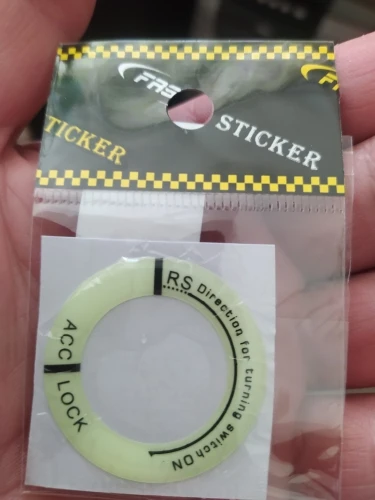 TICKER
STICKER
RS Direction for turning switch ON
ACC
LOCK